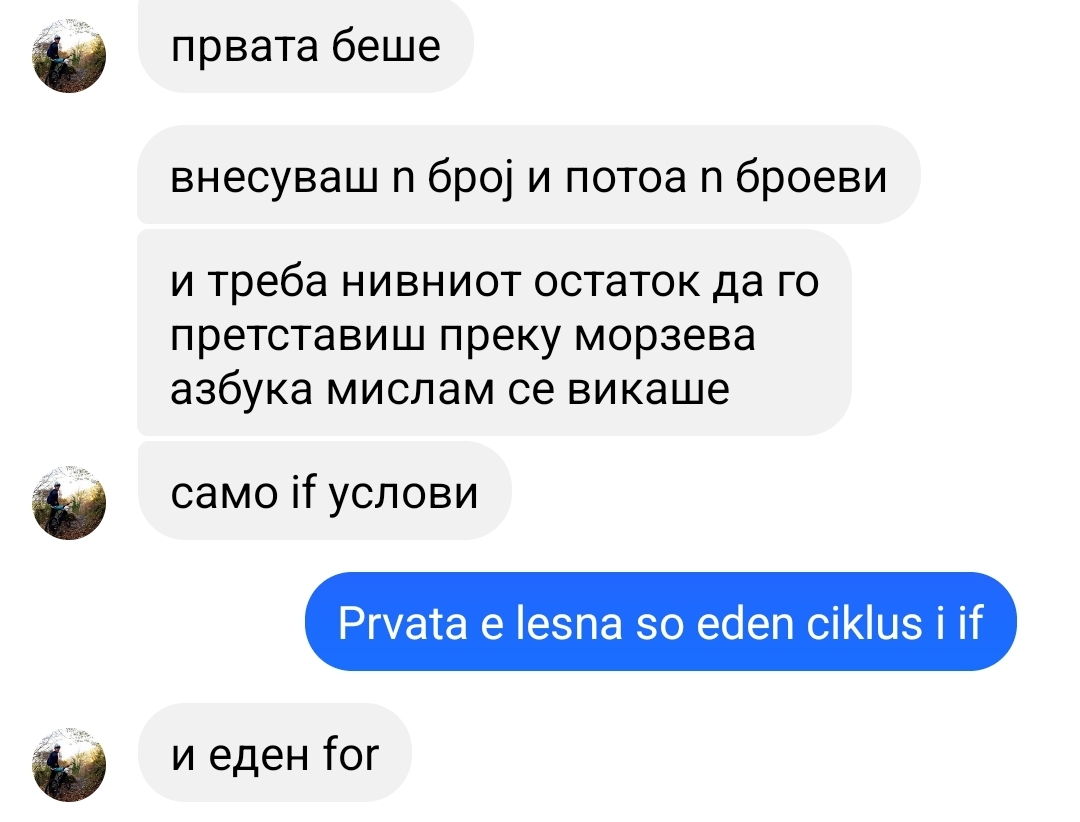 првата беше
внесуваш n број и потоа n броеви
и треба нивниот остаток да го
претставиш преку морзева
азбука мислам се викаше
само if услови
Prvata e lesna so eden ciklus i if
и еден for